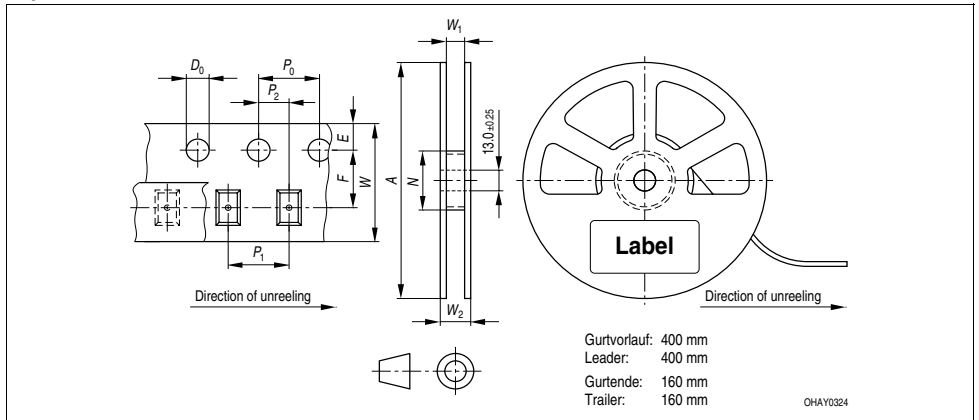 W1
D0
P0
P2
E
13.0 ±0.25
F
W
A
N
Label
P1
Direction of unreeling
Direction of unreeling
W2
Gurtvorlauf: 400 mm
Leader: 400 mm
Gurtende: 160 mm
Trailer: 160 mm
OHAY0324